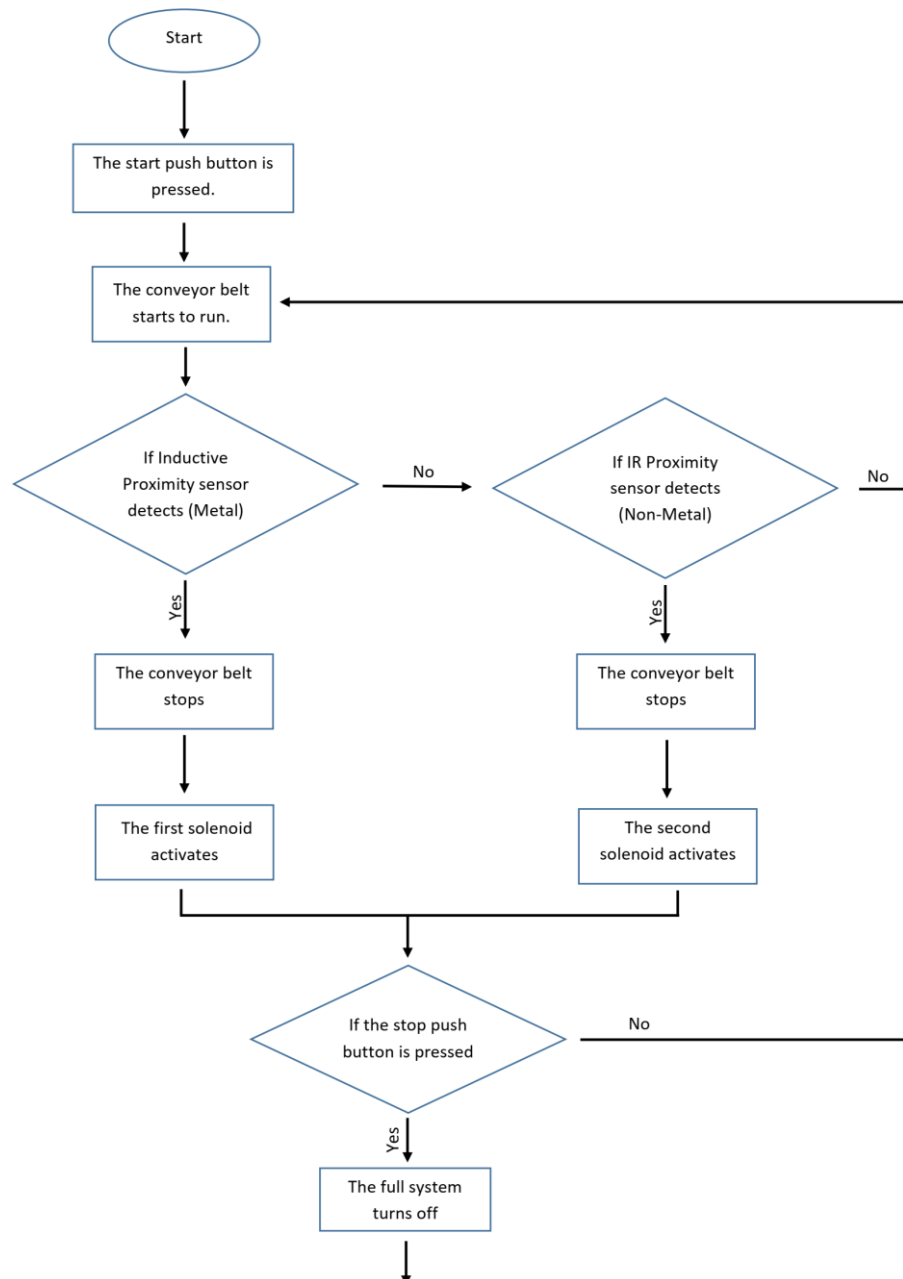 Start
The start push button is
pressed.
The conveyor belt
starts to run.
If Inductive
Proximity sensor
detects (Metal)
No
If IR Proximity
sensor detects
(Non-Metal)
No
Yes
Yes
The conveyor belt
stops
The conveyor belt
stops
The first solenoid
activates
The second
solenoid activates
If the stop push
button is pressed
No
Yes
The full system
turns off